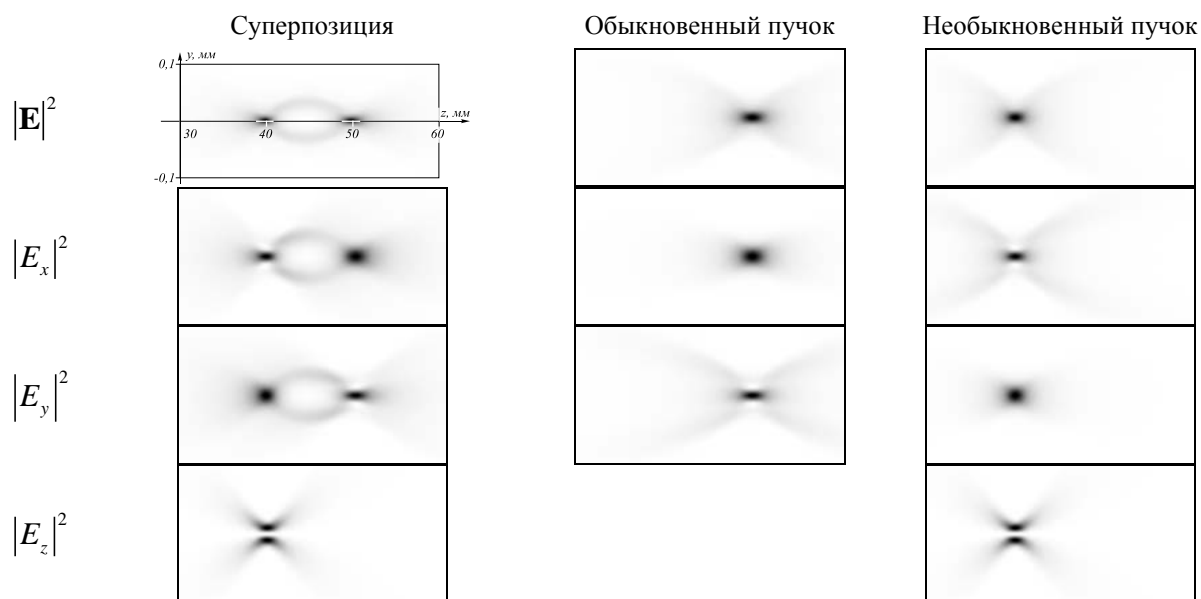 Суперпозиция Обыкновенный пучок Необыкновенный пучок
y, мм
0,1
|E|²
z, мм
30 40 50 60
-0,1
|Eₓ|²
|E_y|²
|E_z|²